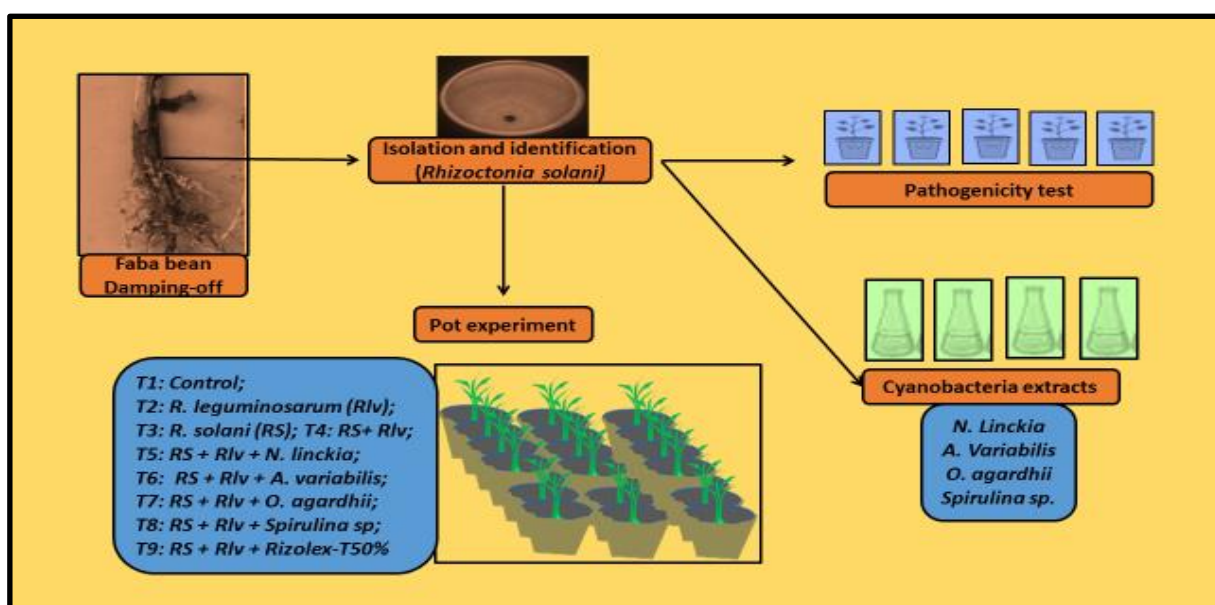 Faba bean
Damping-off
Isolation and identification
(Rhizoctonia solani)
Pathogenicity test
Pot experiment
T1: Control;
T2: R. leguminosarum (Rlv);
T3: R. solani (RS); T4: RS+ Rlv;
T5: RS + Rlv + N. linckia;
T6: RS + Rlv + A. variabilis;
T7: RS + Rlv + O. agardhii;
T8: RS + Rlv + Spirulina sp;
T9: RS + Rlv + Rizolex-T50%
Cyanobacteria extracts
N. Linckia
A. Variabilis
O. agardhii
Spirulina sp.